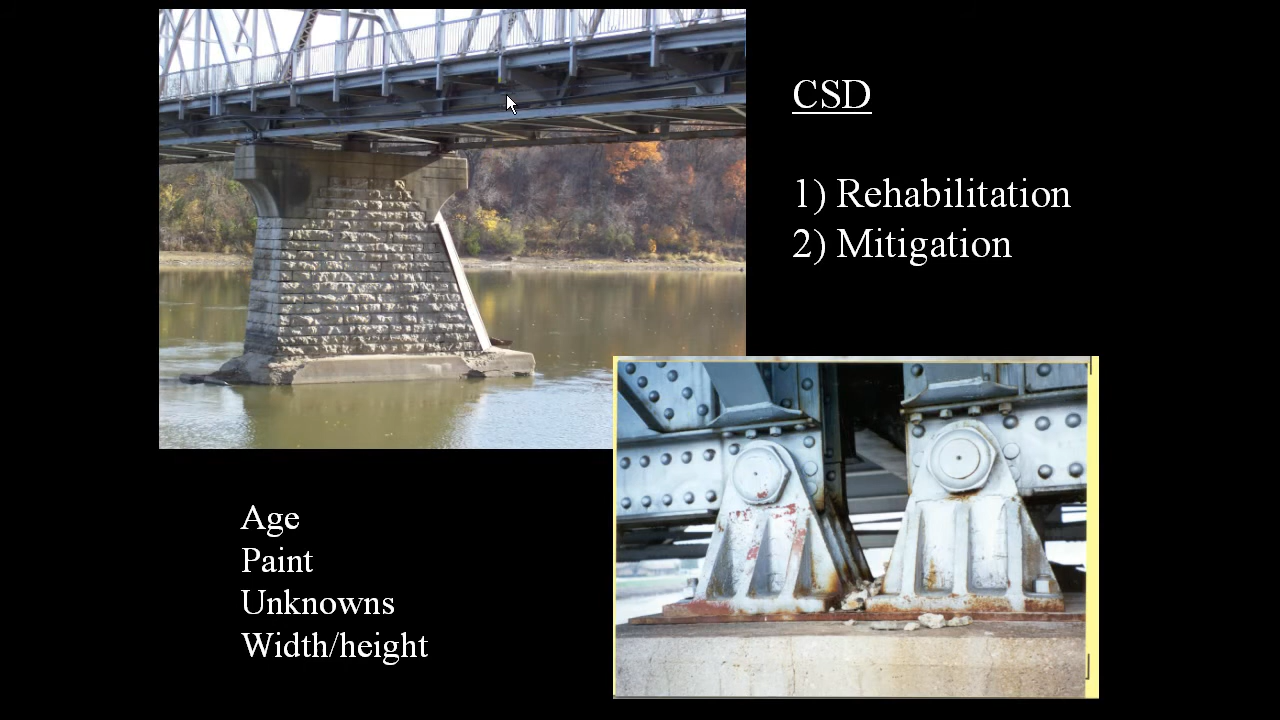 CSD
1) Rehabilitation
2) Mitigation
Age
Paint
Unknowns
Width/height